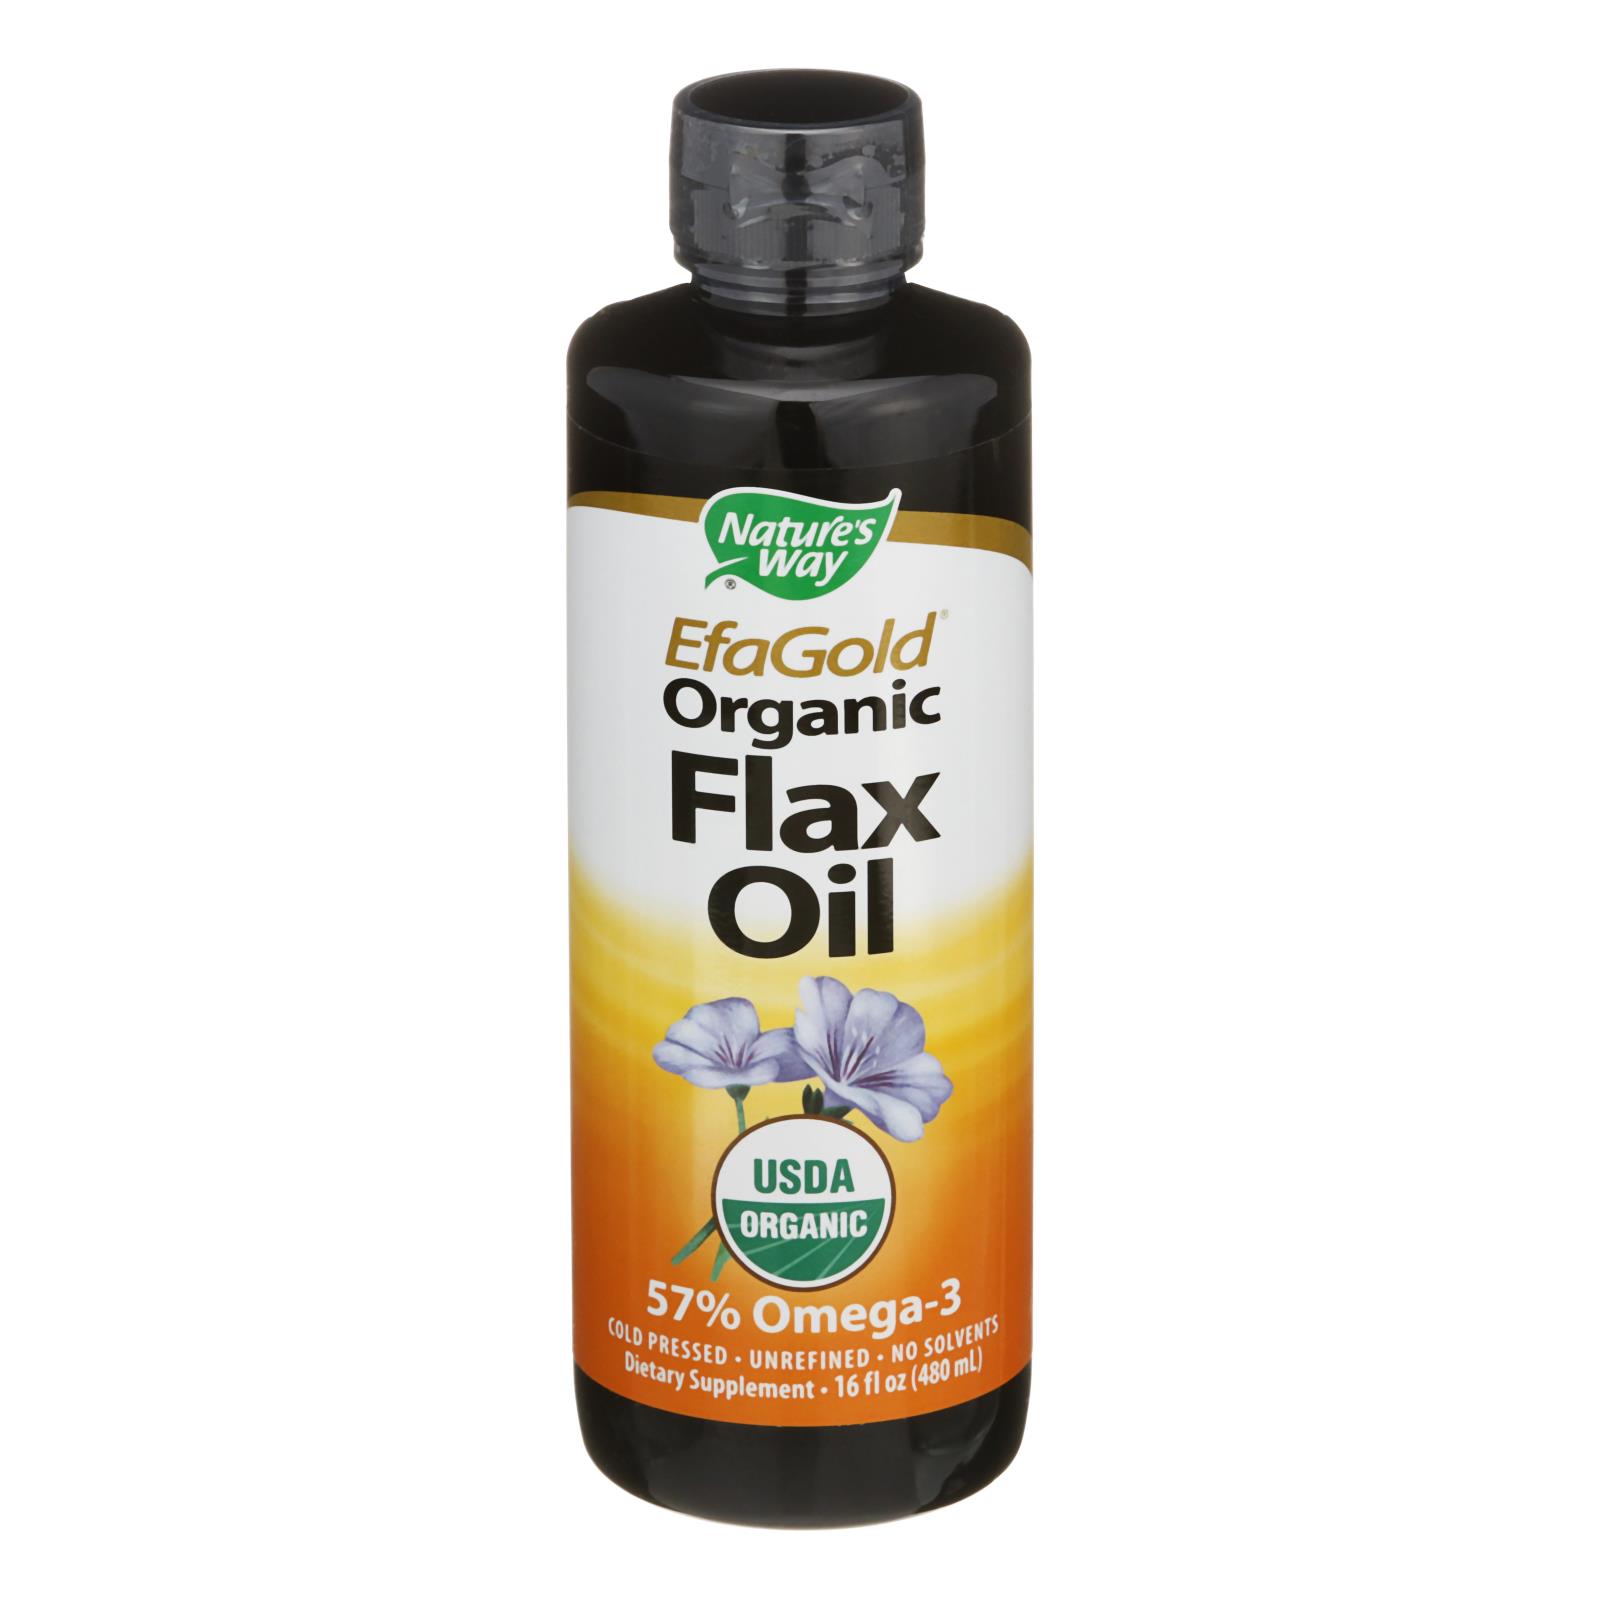 Nature's
Way
®
EfaGold®
Organic
Flax
Oil
USDA
ORGANIC
57% Omega-3
COLD PRESSED • UNREFINED • NO SOLVENTS
Dietary Supplement • 16 fl oz (480 mL)